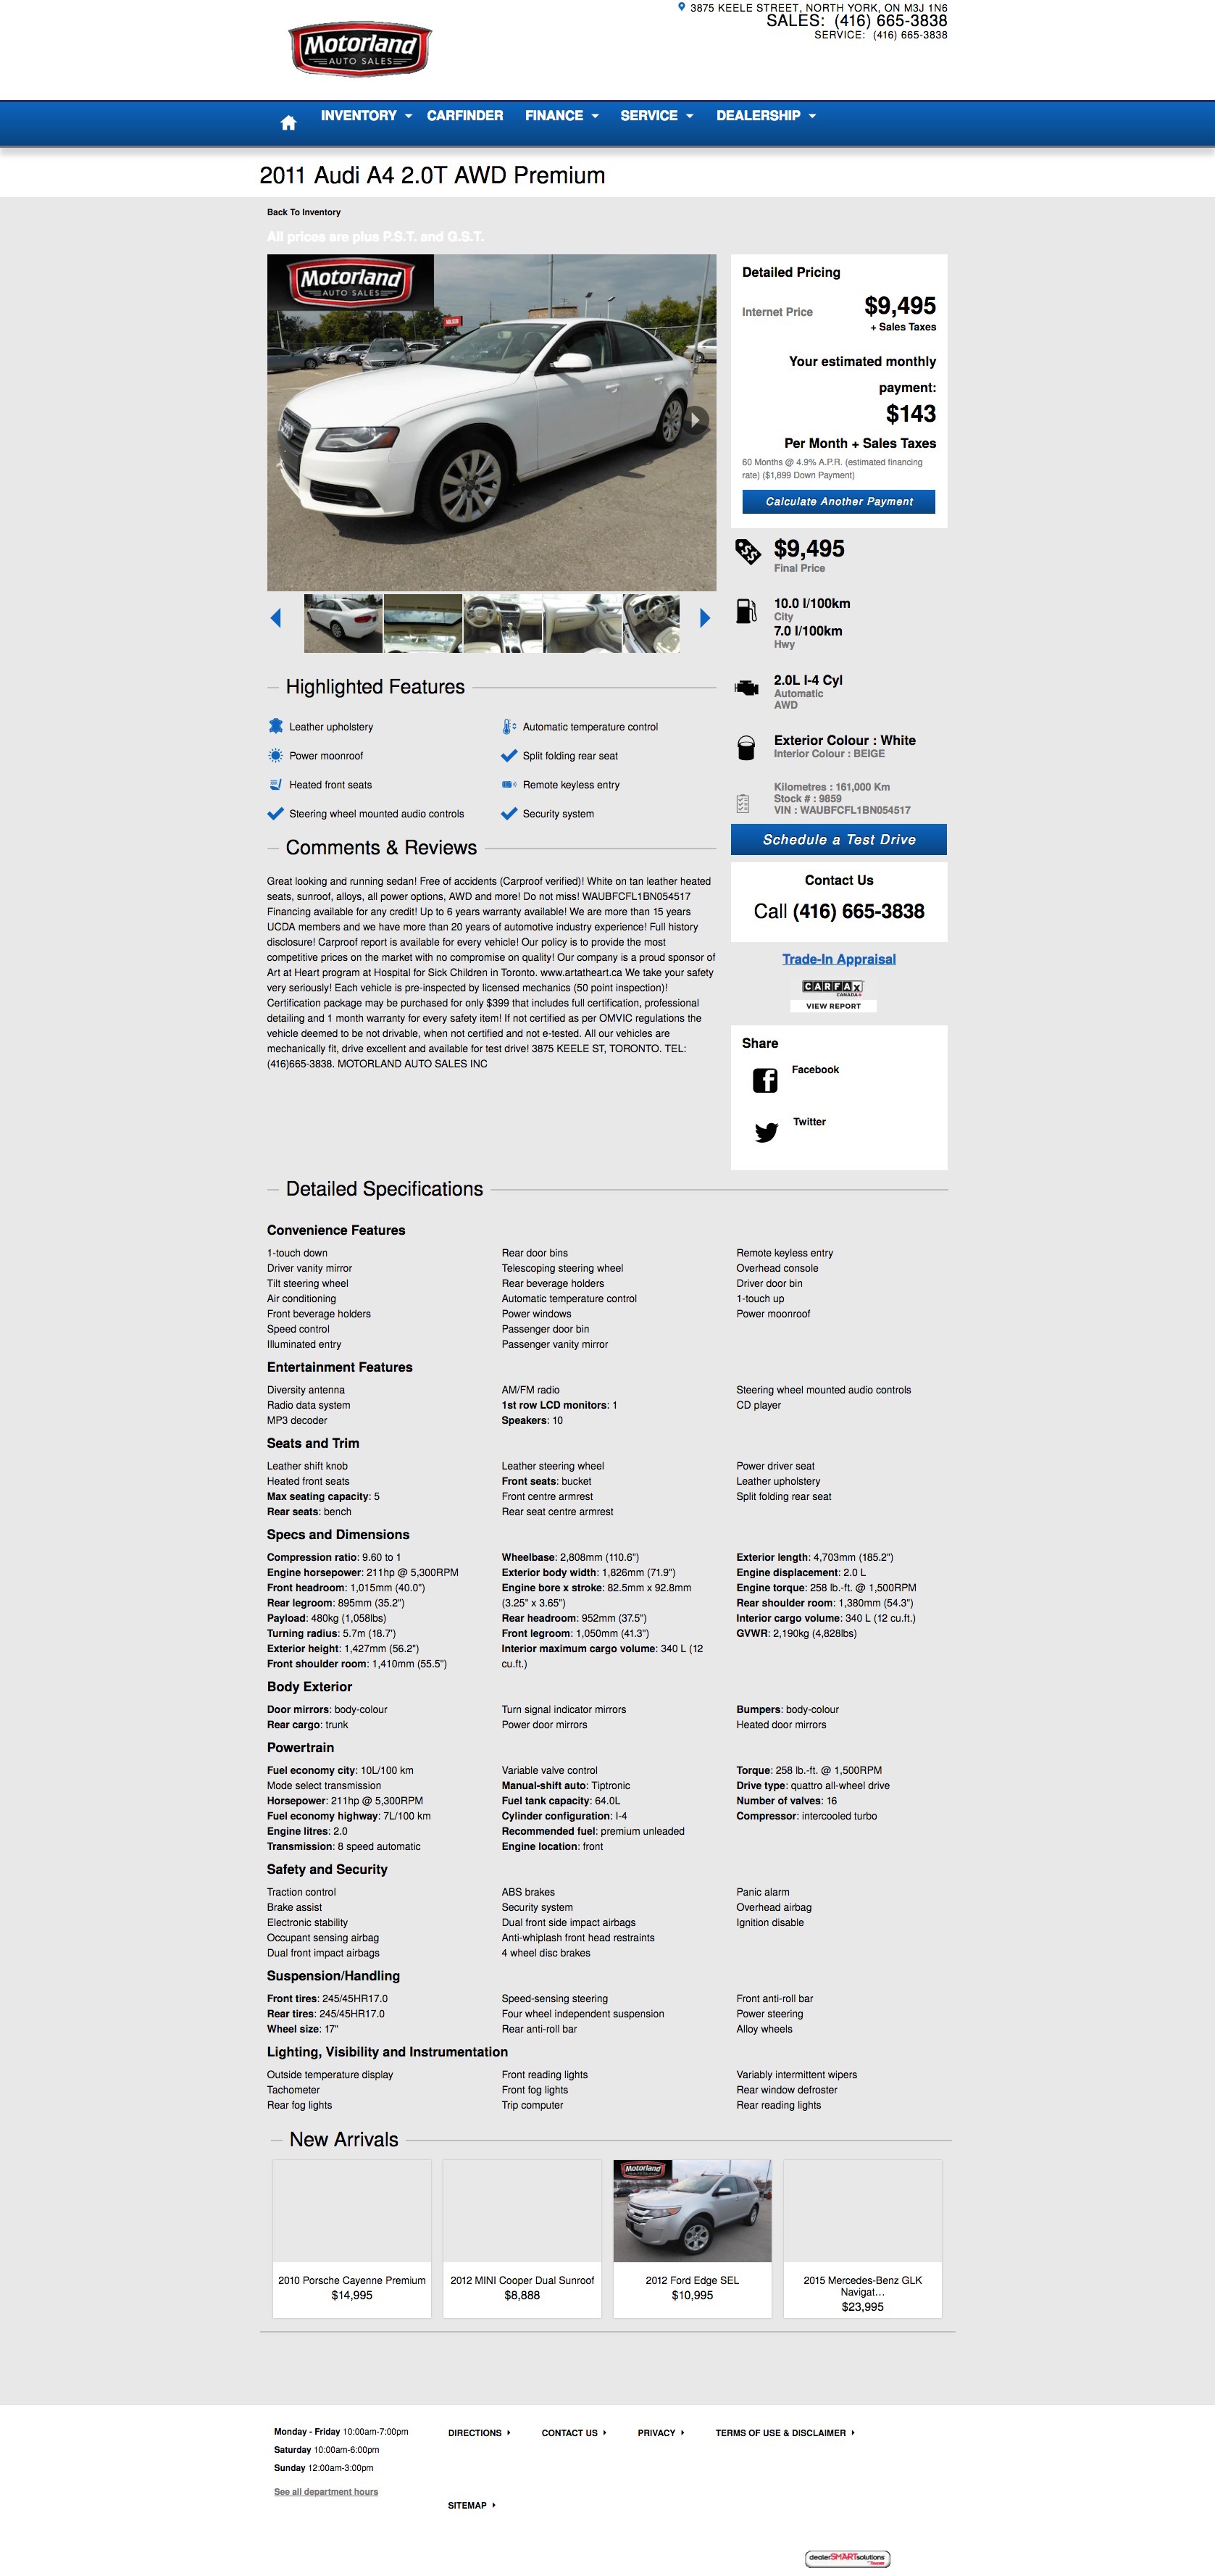 3875 KEELE STREET, NORTH YORK, ON M3J 1N6
SALES: (416) 665-3838
SERVICE: (416) 665-3838
Motorland
AUTO SALES
INVENTORY
CARFINDER
FINANCE
SERVICE
DEALERSHIP
2011 Audi A4 2.0T AWD Premium
Back To Inventory
All prices are plus P.S.T. and G.S.T.
Motorland
AUTO SALES
Detailed Pricing
Internet Price $9,495
+ Sales Taxes
Your estimated monthly
payment:
$143
Per Month + Sales Taxes
60 Months @ 4.9% A.P.R. (estimated financing
rate) ($1,899 Down Payment)
Calculate Another Payment
$9,495
Final Price
10.0 l/100km
City
7.0 l/100km
Hwy
2.0L I-4 Cyl
Automatic
AWD
Exterior Colour : White
Interior Colour : BEIGE
Kilometres : 161,000 Km
Stock # : 9859
VIN : WAUBFCFL1BN054517
Schedule a Test Drive
Contact Us
Call (416) 665-3838
Trade-In Appraisal
CARFAX
CANADA
VIEW REPORT
Share
Facebook
Twitter
Highlighted Features
Leather upholstery
Automatic temperature control
Power moonroof
Split folding rear seat
Heated front seats
Remote keyless entry
Steering wheel mounted audio controls
Security system
Comments & Reviews
Great looking and running sedan! Free of accidents (Carproof verified)! White on tan leather heated
seats, sunroof, alloys, all power options, AWD and more! Do not miss! WAUBFCFL1BN054517
Financing available for any credit! Up to 6 years warranty available! We are more than 15 years
UCDA members and we have more than 20 years of automotive industry experience! Full history
disclosure! Carproof report is available for every vehicle! Our policy is to provide the most
competitive prices on the market with no compromise on quality! Our company is a proud sponsor of
Art at Heart program at Hospital for Sick Children in Toronto. www.artatheart.ca We take your safety
very seriously! Each vehicle is pre-inspected by licensed mechanics (50 point inspection)!
Certification package may be purchased for only $399 that includes full certification, professional
detailing and 1 month warranty for every safety item! If not certified as per OMVIC regulations the
vehicle deemed to be not drivable, when not certified and not e-tested. All our vehicles are
mechanically fit, drive excellent and available for test drive! 3875 KEELE ST, TORONTO. TEL:
(416)665-3838. MOTORLAND AUTO SALES INC
Detailed Specifications
Convenience Features
1-touch down Rear door bins Remote keyless entry
Driver vanity mirror Telescoping steering wheel Overhead console
Tilt steering wheel Rear beverage holders Driver door bin
Air conditioning Automatic temperature control 1-touch up
Front beverage holders Power windows Power moonroof
Speed control Passenger door bin
Illuminated entry Passenger vanity mirror
Entertainment Features
Diversity antenna AM/FM radio Steering wheel mounted audio controls
Radio data system 1st row LCD monitors: 1 CD player
MP3 decoder Speakers: 10
Seats and Trim
Leather shift knob Leather steering wheel Power driver seat
Heated front seats Front seats: bucket Leather upholstery
Max seating capacity: 5 Front centre armrest Split folding rear seat
Rear seats: bench Rear seat centre armrest
Specs and Dimensions
Compression ratio: 9.60 to 1 Wheelbase: 2,808mm (110.6") Exterior length: 4,703mm (185.2")
Engine horsepower: 211hp @ 5,300RPM Exterior body width: 1,826mm (71.9") Engine displacement: 2.0 L
Front headroom: 1,015mm (40.0") Engine bore x stroke: 82.5mm x 92.8mm Engine torque: 258 lb.-ft. @ 1,500RPM
Rear legroom: 895mm (35.2") (3.25" x 3.65") Rear shoulder room: 1,380mm (54.3")
Payload: 480kg (1,058lbs) Rear headroom: 952mm (37.5") Interior cargo volume: 340 L (12 cu.ft.)
Turning radius: 5.7m (18.7') Front legroom: 1,050mm (41.3") GVWR: 2,190kg (4,828lbs)
Exterior height: 1,427mm (56.2") Interior maximum cargo volume: 340 L (12
Front shoulder room: 1,410mm (55.5") cu.ft.)
Body Exterior
Door mirrors: body-colour Turn signal indicator mirrors Bumpers: body-colour
Rear cargo: trunk Power door mirrors Heated door mirrors
Powertrain
Fuel economy city: 10L/100 km Variable valve control Torque: 258 lb.-ft. @ 1,500RPM
Mode select transmission Manual-shift auto: Tiptronic Drive type: quattro all-wheel drive
Horsepower: 211hp @ 5,300RPM Fuel tank capacity: 64.0L Number of valves: 16
Fuel economy highway: 7L/100 km Cylinder configuration: I-4 Compressor: intercooled turbo
Engine litres: 2.0 Recommended fuel: premium unleaded
Transmission: 8 speed automatic Engine location: front
Safety and Security
Traction control ABS brakes Panic alarm
Brake assist Security system Overhead airbag
Electronic stability Dual front side impact airbags Ignition disable
Occupant sensing airbag Anti-whiplash front head restraints
Dual front impact airbags 4 wheel disc brakes
Suspension/Handling
Front tires: 245/45HR17.0 Speed-sensing steering Front anti-roll bar
Rear tires: 245/45HR17.0 Four wheel independent suspension Power steering
Wheel size: 17" Rear anti-roll bar Alloy wheels
Lighting, Visibility and Instrumentation
Outside temperature display Front reading lights Variably intermittent wipers
Tachometer Front fog lights Rear window defroster
Rear fog lights Trip computer Rear reading lights
New Arrivals
Motorland
2010 Porsche Cayenne Premium
$14,995
2012 MINI Cooper Dual Sunroof
$8,888
2012 Ford Edge SEL
$10,995
2015 Mercedes-Benz GLK
Navigat...
$23,995
Monday - Friday 10:00am-7:00pm
Saturday 10:00am-6:00pm
Sunday 12:00am-3:00pm
See all department hours
DIRECTIONS
CONTACT US
PRIVACY
TERMS OF USE & DISCLAIMER
SITEMAP
dealerSMARTsolutions